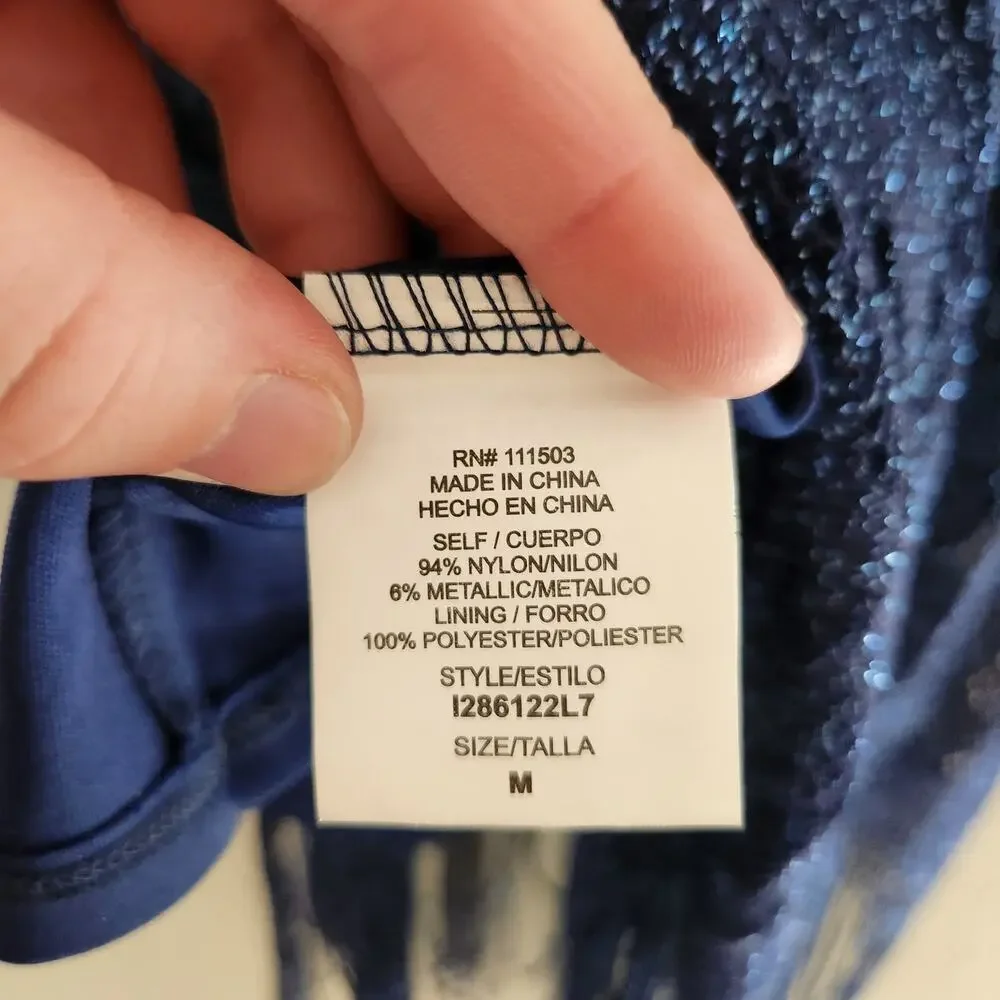 RN# 111503
MADE IN CHINA
HECHO EN CHINA
SELF / CUERPO
94% NYLON/NILON
6% METALLIC/METALICO
LINING / FORRO
100% POLYESTER/POLIESTER
STYLE/ESTILO
I286122L7
SIZE/TALLA
M